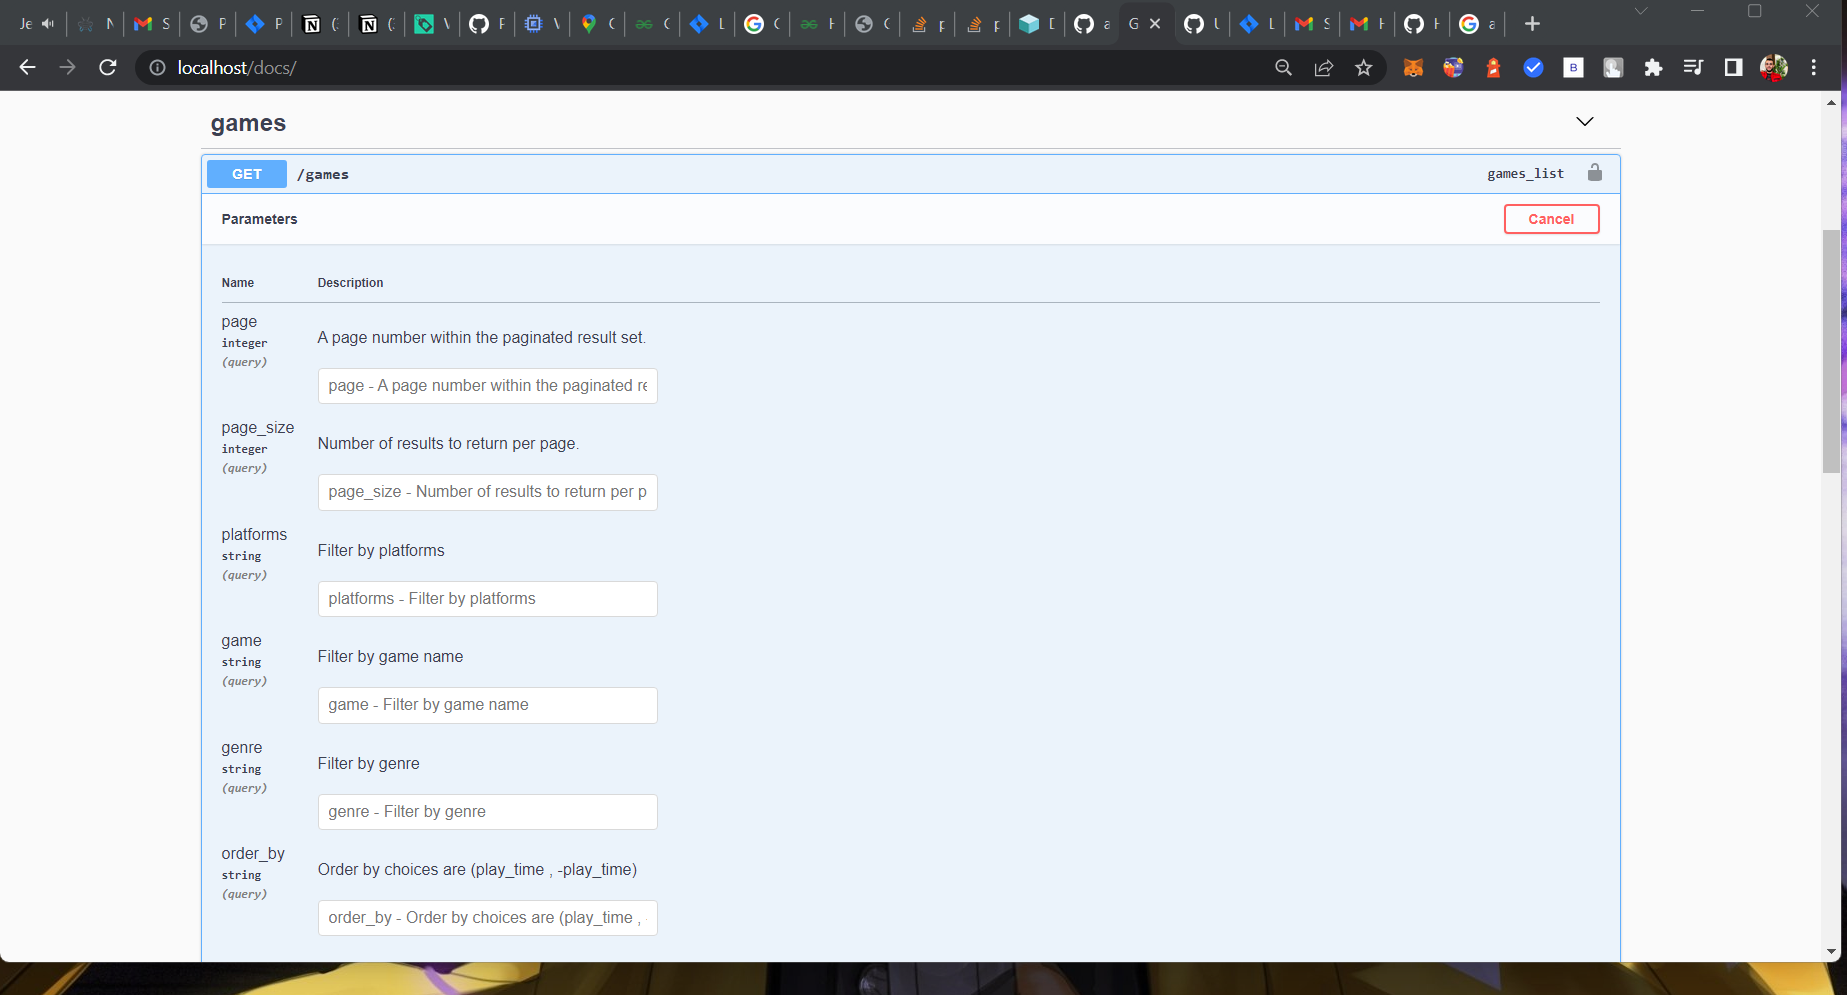 Je
N
S
P
P
(:
(:
V
F
V
C
C
L
C
H
C
p
p
D
a
G
U
L
S
H
H
a
localhost/docs/
B
games
GET /games games_list
Parameters Cancel
Name Description
page
integer
(query)
A page number within the paginated result set.
page - A page number within the paginated re
page_size
integer
(query)
Number of results to return per page.
page_size - Number of results to return per p
platforms
string
(query)
Filter by platforms
platforms - Filter by platforms
game
string
(query)
Filter by game name
game - Filter by game name
genre
string
(query)
Filter by genre
genre - Filter by genre
order_by
string
(query)
Order by choices are (play_time , -play_time)
order_by - Order by choices are (play_time , -